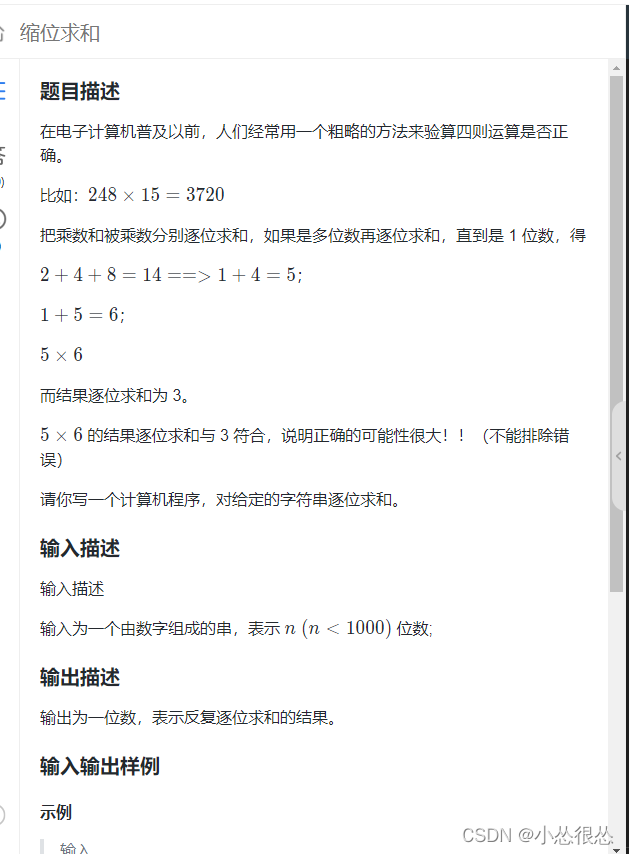 缩位求和
题目描述
在电子计算机普及以前，人们经常用一个粗略的方法来验算四则运算是否正
确。
比如：248 × 15 = 3720
把乘数和被乘数分别逐位求和，如果是多位数再逐位求和，直到是 1 位数，得
2 + 4 + 8 = 14 ==> 1 + 4 = 5；
1 + 5 = 6；
5 × 6
而结果逐位求和为 3。
5 × 6 的结果逐位求和与 3 符合，说明正确的可能性很大！！（不能排除错
误）
请你写一个计算机程序，对给定的字符串逐位求和。
输入描述
输入描述
输入为一个由数字组成的串，表示 n (n < 1000) 位数;
输出描述
输出为一位数，表示反复逐位求和的结果。
输入输出样例
示例
输入
CSDN @小怂很怂